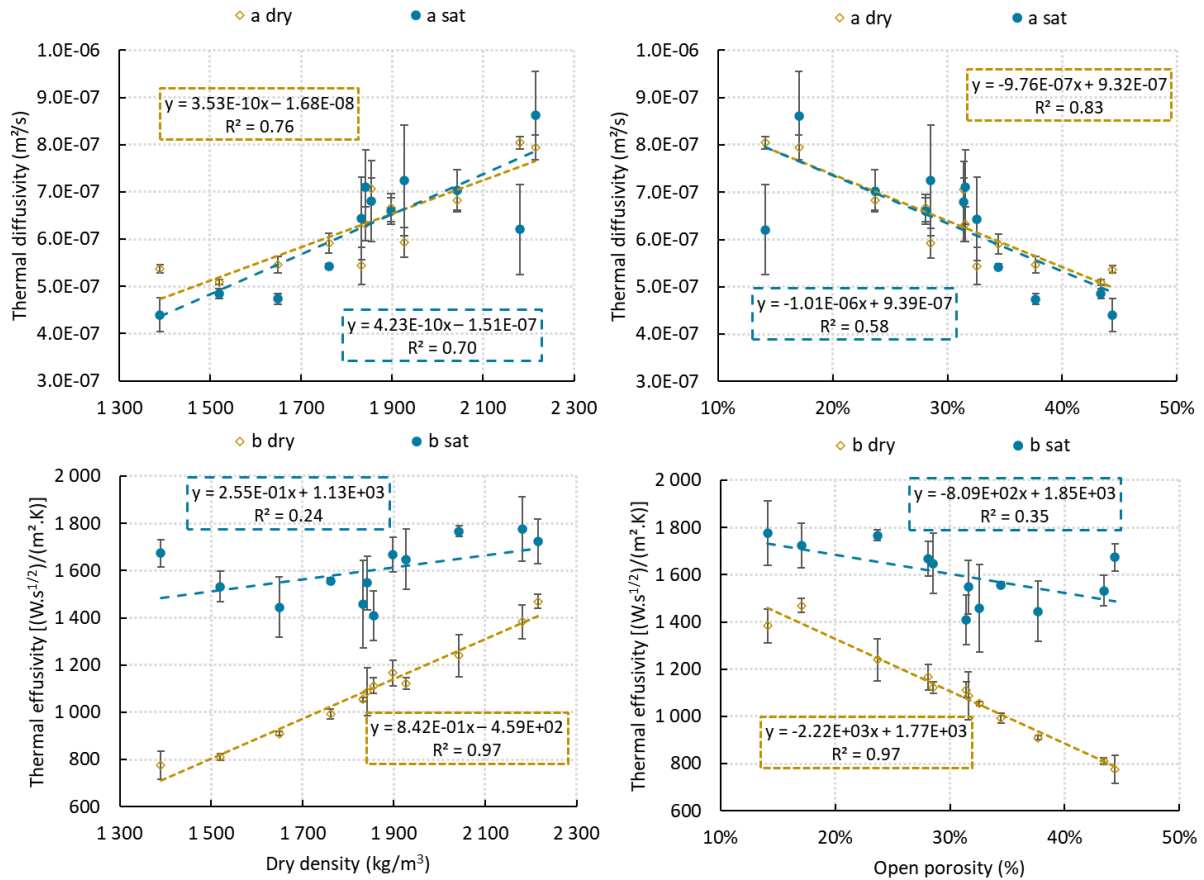 a dry
a sat
Thermal diffusivity (m²/s)
1.0E-06
9.0E-07
8.0E-07
7.0E-07
6.0E-07
5.0E-07
4.0E-07
3.0E-07
y = 3.53E-10x – 1.68E-08
R² = 0.76
y = 4.23E-10x – 1.51E-07
R² = 0.70
1 300
1 500
1 700
1 900
2 100
2 300
a dry
a sat
Thermal diffusivity (m²/s)
1.0E-06
9.0E-07
8.0E-07
7.0E-07
6.0E-07
5.0E-07
4.0E-07
3.0E-07
y = -9.76E-07x + 9.32E-07
R² = 0.83
y = -1.01E-06x + 9.39E-07
R² = 0.58
10%
20%
30%
40%
50%
b dry
b sat
Thermal effusivity [(W.s^1/2)/(m².K)]
2 000
1 800
1 600
1 400
1 200
1 000
800
600
y = 2.55E-01x + 1.13E+03
R² = 0.24
y = 8.42E-01x – 4.59E+02
R² = 0.97
1 300
1 500
1 700
1 900
2 100
2 300
Dry density (kg/m³)
b dry
b sat
Thermal effusivity [(W.s^1/2)/(m².K)]
2 000
1 800
1 600
1 400
1 200
1 000
800
600
y = -8.09E+02x + 1.85E+03
R² = 0.35
y = -2.22E+03x + 1.77E+03
R² = 0.97
10%
20%
30%
40%
50%
Open porosity (%)